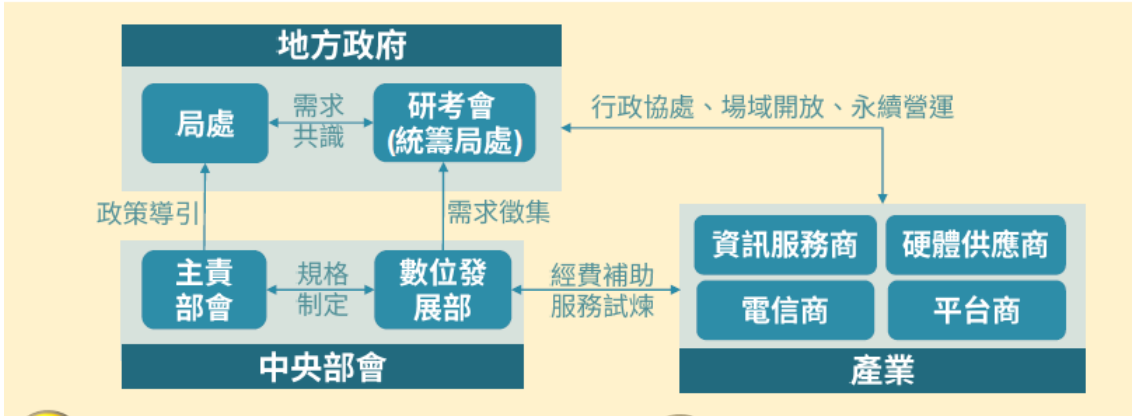 地方政府
局處
需求
共識
研考會
(統籌局處)
行政協處、場域開放、永續營運
政策導引
需求徵集
主責
部會
規格
制定
數位發
展部
經費補助
服務試煉
中央部會
資訊服務商
硬體供應商
電信商
平台商
產業